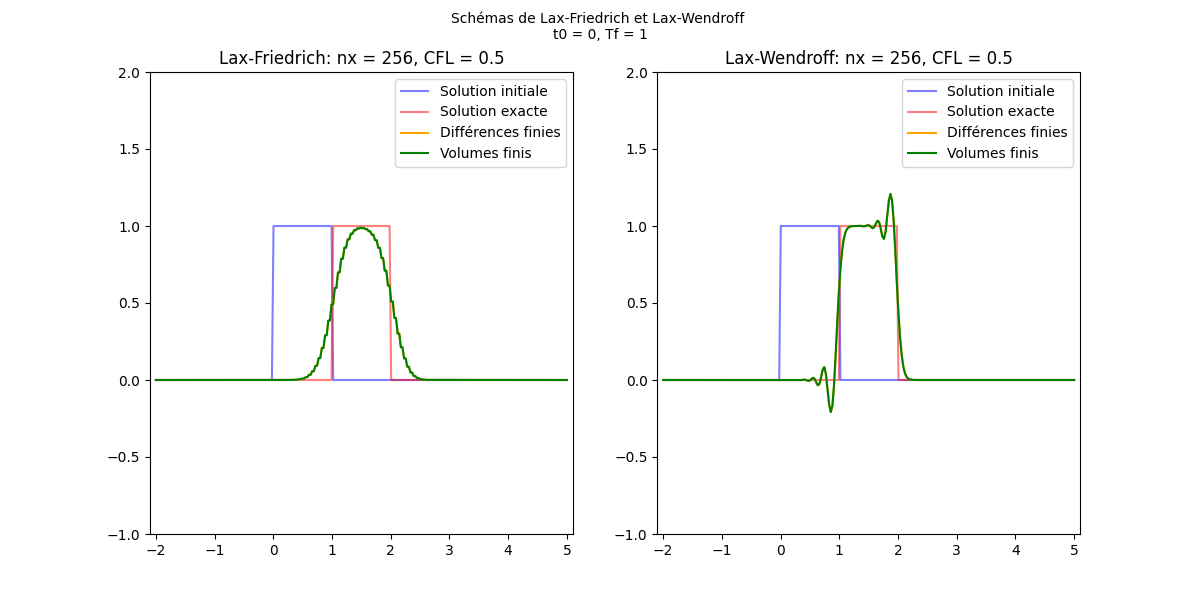 Schémas de Lax-Friedrich et Lax-Wendroff
t0 = 0, Tf = 1
Lax-Friedrich: nx = 256, CFL = 0.5
2.0
1.5
1.0
0.5
0.0
−0.5
−1.0
Solution initiale
Solution exacte
Différences finies
Volumes finis
−2 −1 0 1 2 3 4 5
Lax-Wendroff: nx = 256, CFL = 0.5
2.0
1.5
1.0
0.5
0.0
−0.5
−1.0
Solution initiale
Solution exacte
Différences finies
Volumes finis
−2 −1 0 1 2 3 4 5